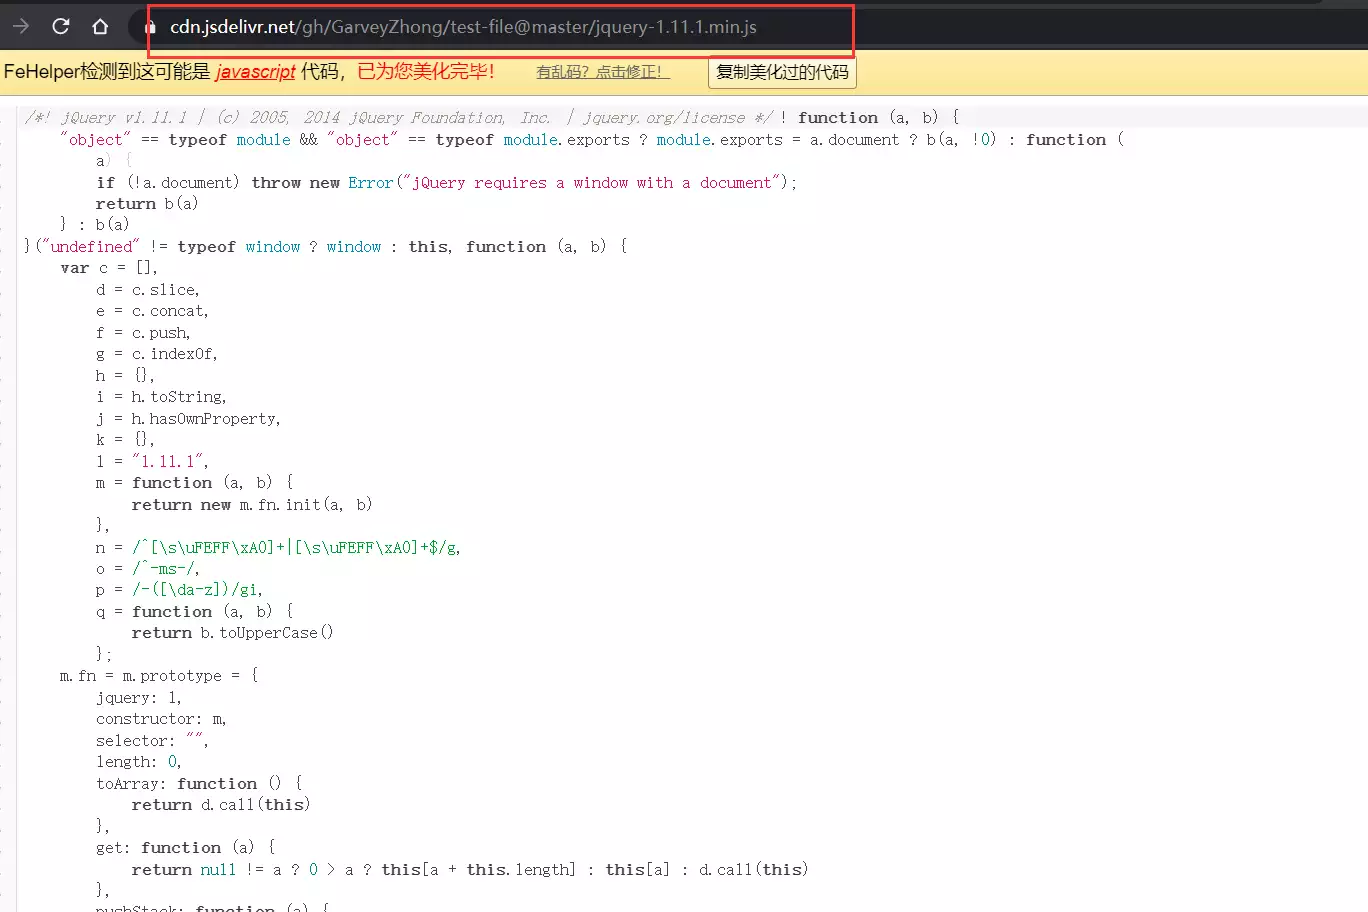 cdn.jsdelivr.net/gh/GarveyZhong/test-file@master/jquery-1.11.1.min.js
FeHelper检测到这可能是 javascript 代码，已为您美化完毕！ 有乱码？点击修正！ 复制美化过的代码
/*! jQuery v1.11.1 | (c) 2005, 2014 jQuery Foundation, Inc. | jquery.org/license */ ! function (a, b) {
"object" == typeof module && "object" == typeof module.exports ? module.exports = a.document ? b(a, !0) : function (
a) {
if (!a.document) throw new Error("jQuery requires a window with a document");
return b(a)
} : b(a)
}("undefined" != typeof window ? window : this, function (a, b) {
var c = [],
d = c.slice,
e = c.concat,
f = c.push,
g = c.indexOf,
h = {},
i = h.toString,
j = h.hasOwnProperty,
k = {},
l = "1.11.1",
m = function (a, b) {
return new m.fn.init(a, b)
},
n = /^[\s\uFEFF\xA0]+|[\s\uFEFF\xA0]+$/g,
o = /^-ms-/,
p = /-([\da-z])/gi,
q = function (a, b) {
return b.toUpperCase()
};
m.fn = m.prototype = {
jquery: l,
constructor: m,
selector: "",
length: 0,
toArray: function () {
return d.call(this)
},
get: function (a) {
return null != a ? 0 > a ? this[a + this.length] : this[a] : d.call(this)
},
pushStack: function (a) {